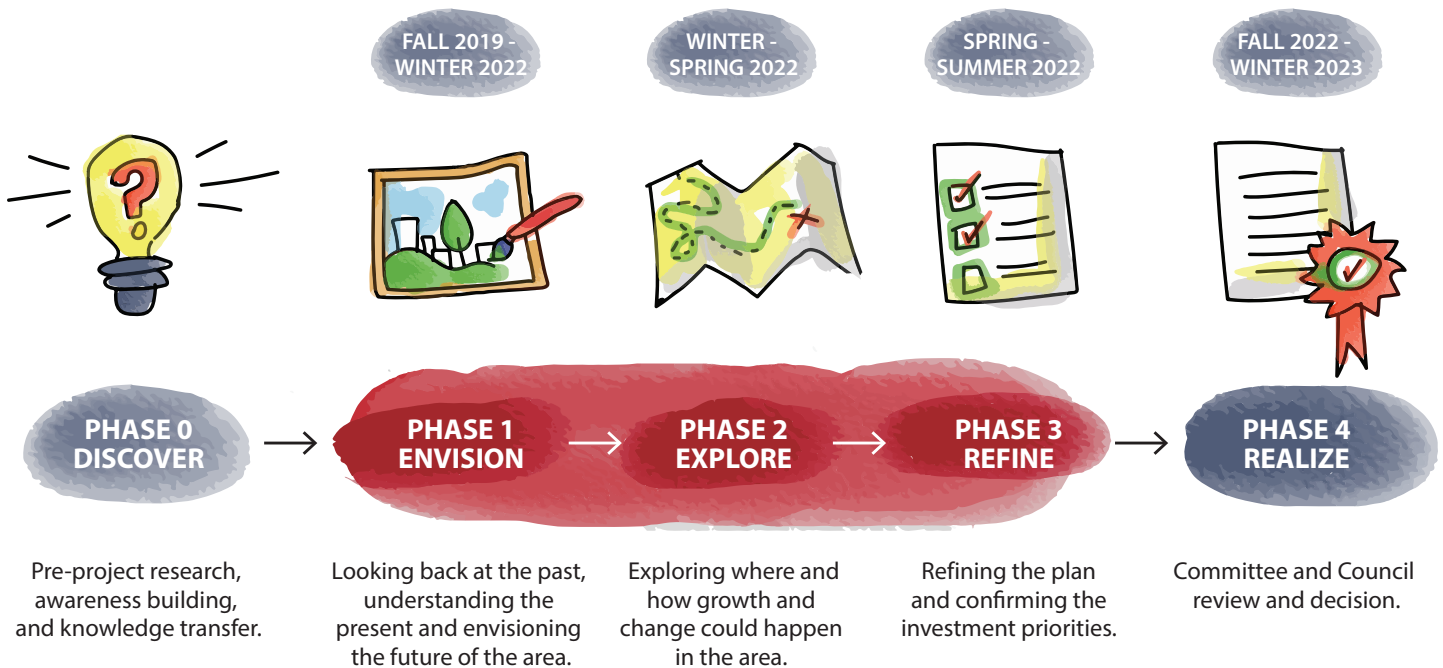 FALL 2019 -
WINTER 2022
WINTER -
SPRING 2022
SPRING -
SUMMER 2022
FALL 2022 -
WINTER 2023
?
PHASE 0
DISCOVER
PHASE 1
ENVISION
PHASE 2
EXPLORE
PHASE 3
REFINE
PHASE 4
REALIZE
Pre-project research,
awareness building,
and knowledge transfer.
Looking back at the past,
understanding the
present and envisioning
the future of the area.
Exploring where and
how growth and
change could happen
in the area.
Refining the plan
and confirming the
investment priorities.
Committee and Council
review and decision.